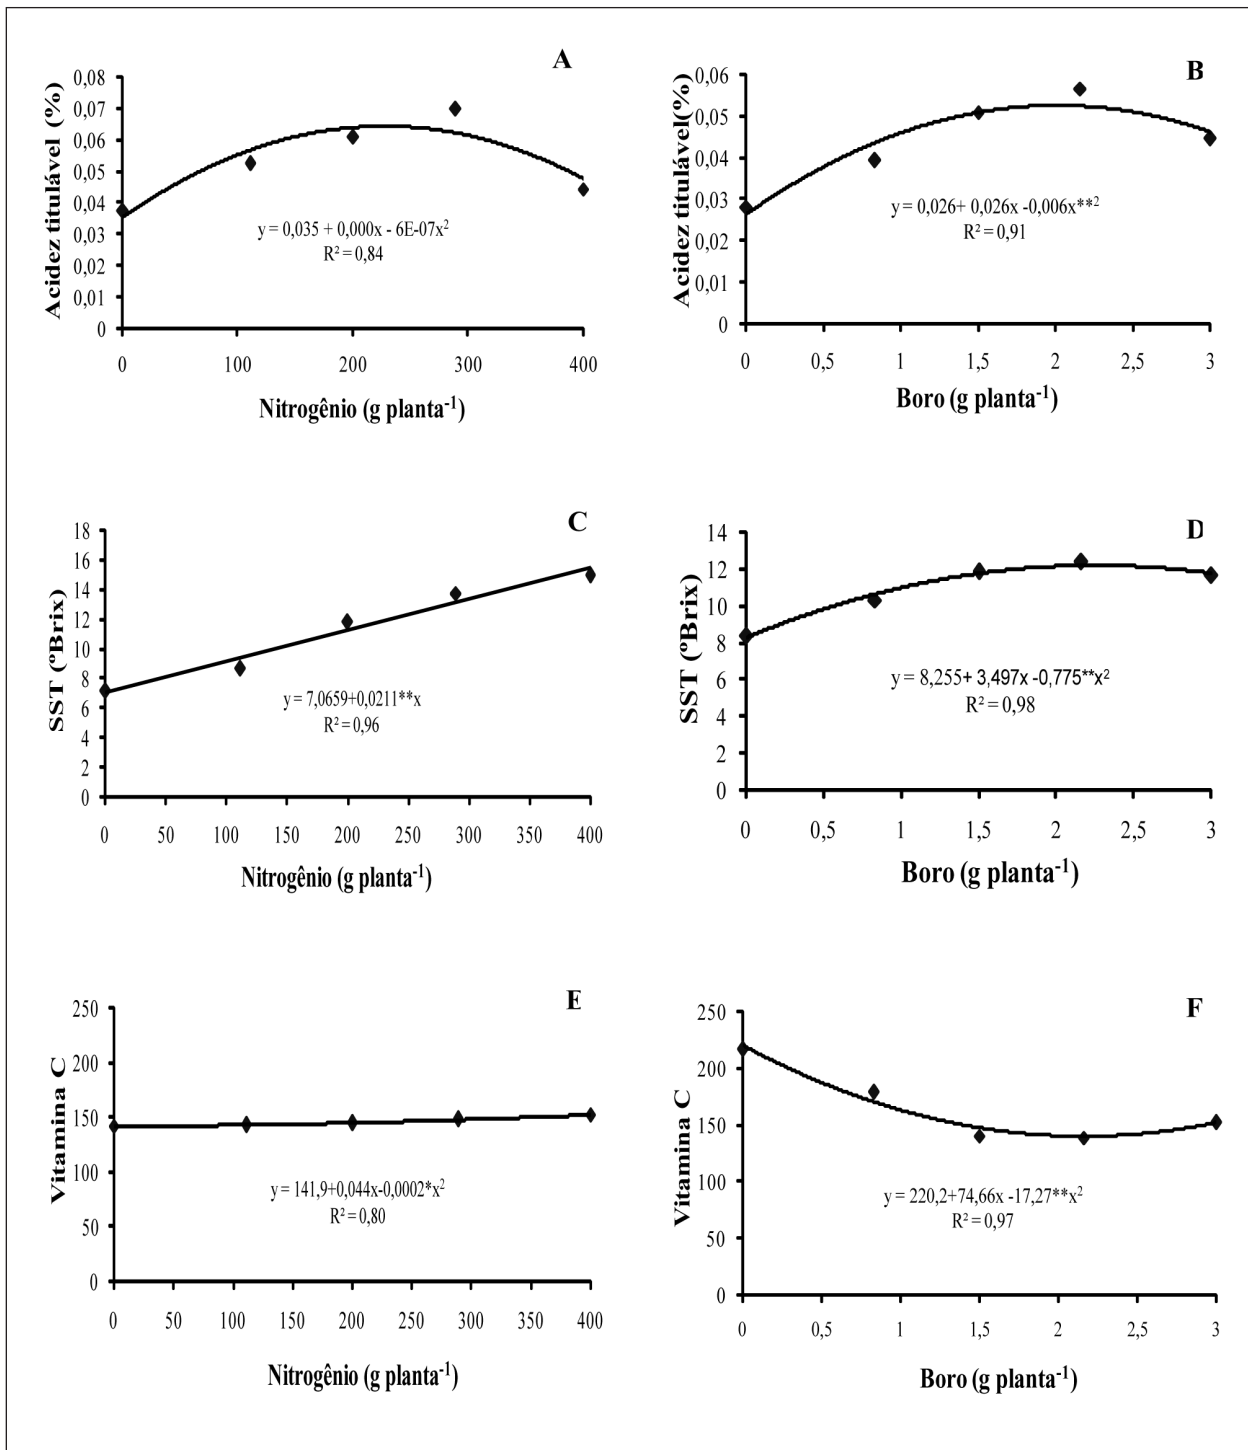 A
Acidez titulável (%)
0,08
0,07
0,06
0,05
0,04
0,03
0,02
0,01
0
y = 0,035 + 0,000x - 6E-07x²
R² = 0,84
0 100 200 300 400
Nitrogênio (g planta⁻¹)
B
Acidez titulável(%)
0,06
0,05
0,04
0,03
0,02
0,01
0
y = 0,026+ 0,026x -0,006x**²
R² = 0,91
0 0,5 1 1,5 2 2,5 3
Boro (g planta⁻¹)
C
SST (ºBrix)
18
16
14
12
10
8
6
4
2
0
y = 7,0659+0,0211**x
R² = 0,96
0 50 100 150 200 250 300 350 400
Nitrogênio (g planta⁻¹)
D
SST (ºBrix)
14
12
10
8
6
4
2
0
y = 8,255+ 3,497x -0,775**x²
R² = 0,98
0 0,5 1 1,5 2 2,5 3
Boro (g planta⁻¹)
E
Vitamina C
250
200
150
100
50
0
y = 141,9+0,044x-0,0002*x²
R² = 0,80
0 50 100 150 200 250 300 350 400
Nitrogênio (g planta⁻¹)
F
Vitamina C
250
200
150
100
50
0
y = 220,2+74,66x -17,27**x²
R² = 0,97
0 0,5 1 1,5 2 2,5 3
Boro (g planta⁻¹)